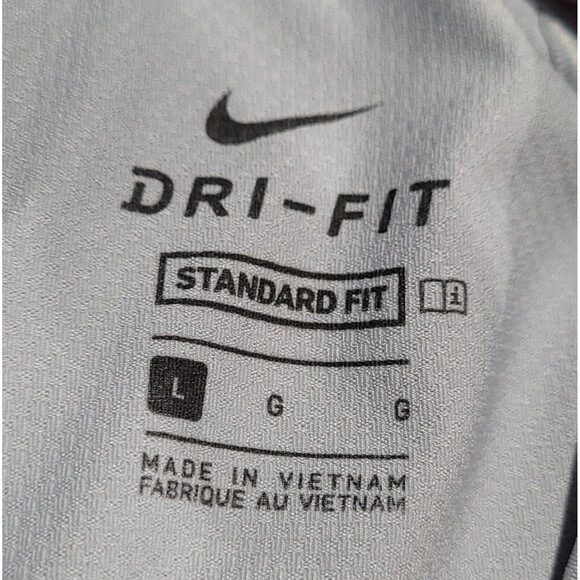 DRI-FIT
STANDARD FIT i
L G G
MADE IN VIETNAM
FABRIQUE AU VIETNAM